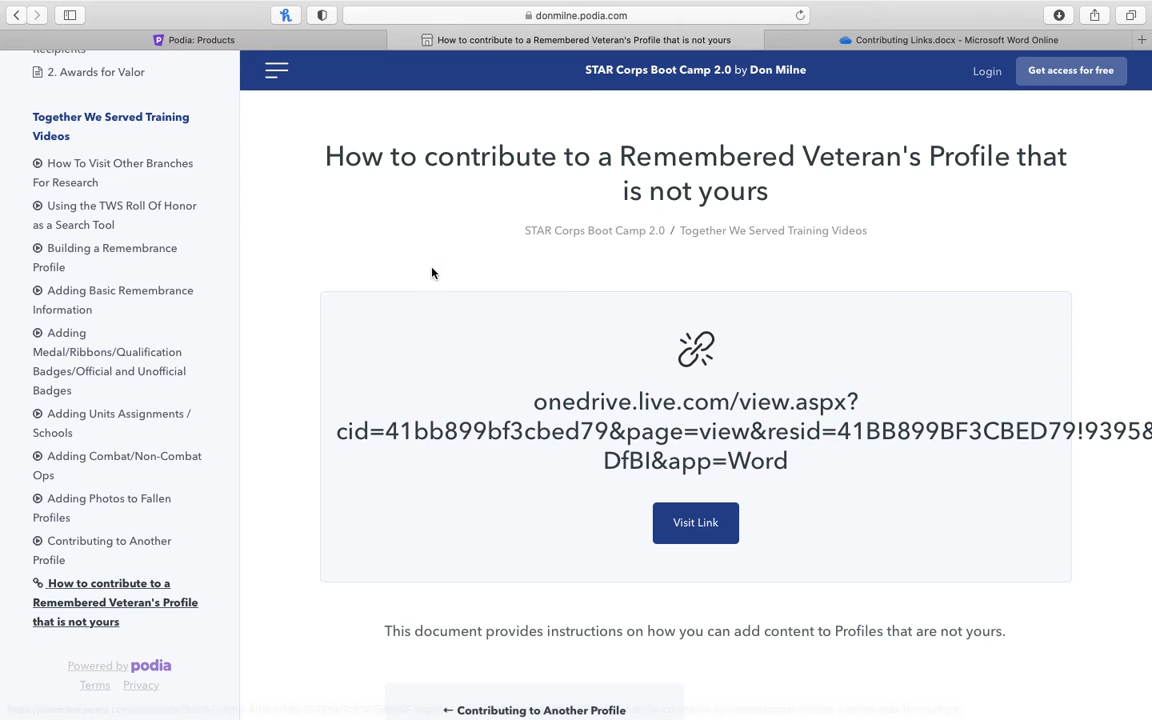 donmilne.podia.com
Podia: Products
How to contribute to a Remembered Veteran's Profile that is not yours
Contributing Links.docx - Microsoft Word Online
Recipients
2. Awards for Valor
Together We Served Training
Videos
How To Visit Other Branches
For Research
Using the TWS Roll Of Honor
as a Search Tool
Building a Remembrance
Profile
Adding Basic Remembrance
Information
Adding
Medal/Ribbons/Qualification
Badges/Official and Unofficial
Badges
Adding Units Assignments /
Schools
Adding Combat/Non-Combat
Ops
Adding Photos to Fallen
Profiles
Contributing to Another
Profile
How to contribute to a
Remembered Veteran's Profile
that is not yours
Powered by podia
Terms Privacy
STAR Corps Boot Camp 2.0 by Don Milne
Login
Get access for free
How to contribute to a Remembered Veteran's Profile that
is not yours
STAR Corps Boot Camp 2.0 / Together We Served Training Videos
onedrive.live.com/view.aspx?
cid=41bb899bf3cbed79&page=view&resid=41BB899BF3CBED79!9395&
DfBI&app=Word
Visit Link
This document provides instructions on how you can add content to Profiles that are not yours.
← Contributing to Another Profile